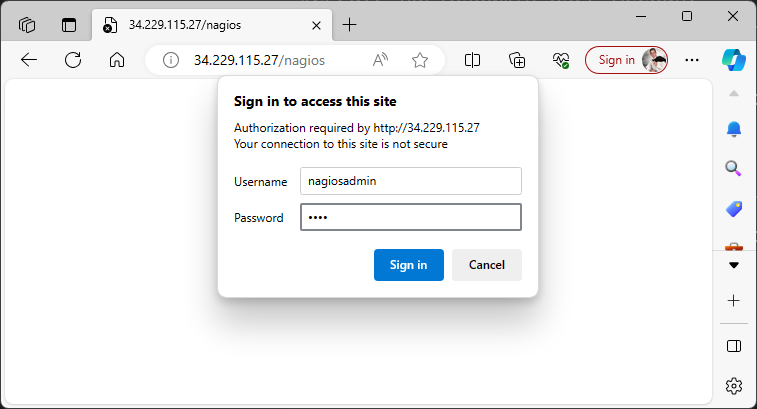 34.229.115.27/nagios
34.229.115.27/nagios
Sign in
Sign in to access this site
Authorization required by http://34.229.115.27
Your connection to this site is not secure
Username nagiosadmin
Password ••••
Sign in Cancel